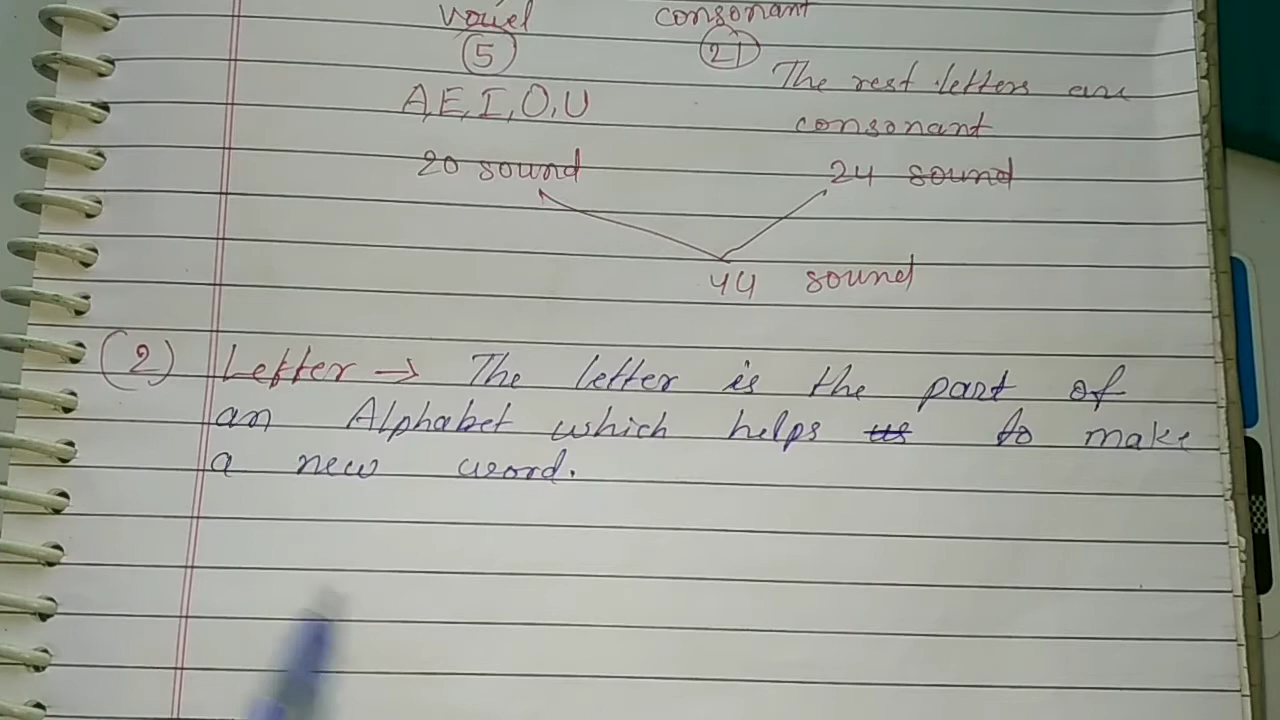 vowel consonant
5 21
The rest letters are
A, E, I, O, U
consonant
20 sound 24 sound
44 sound
(2) Letter → The letter is the part of
an Alphabet which helps us to make
a new word.